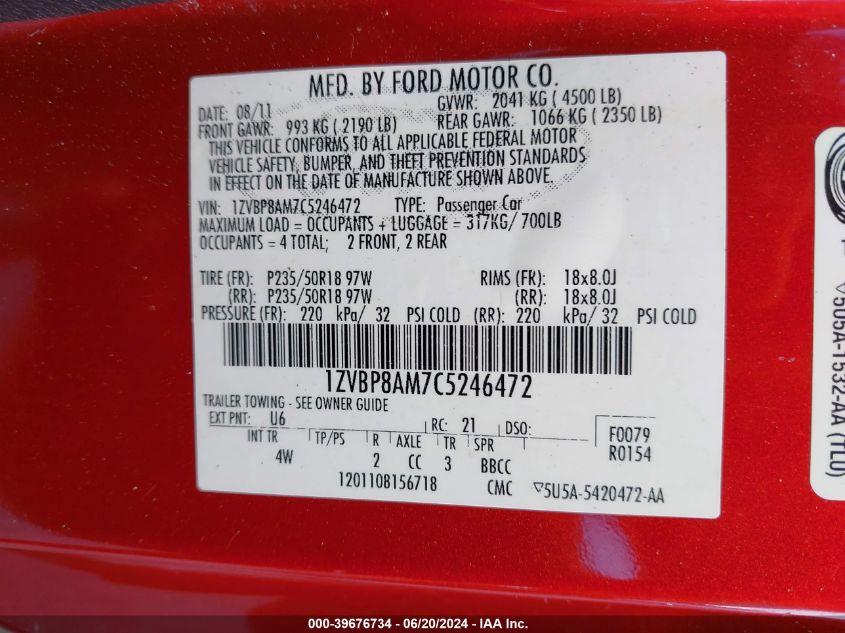 MFD. BY FORD MOTOR CO.
DATE: 08/11 GVWR: 2041 KG ( 4500 LB)
FRONT GAWR: 993 KG ( 2190 LB) REAR GAWR: 1066 KG ( 2350 LB)
THIS VEHICLE CONFORMS TO ALL APPLICABLE FEDERAL MOTOR
VEHICLE SAFETY, BUMPER, AND THEFT PREVENTION STANDARDS
IN EFFECT ON THE DATE OF MANUFACTURE SHOWN ABOVE.
VIN: 1ZVBP8AM7C5246472 TYPE: Passenger Car
MAXIMUM LOAD = OCCUPANTS + LUGGAGE = 317KG/ 700LB
OCCUPANTS = 4 TOTAL; 2 FRONT, 2 REAR
TIRE (FR): P235/50R18 97W RIMS (FR): 18x8.0J
(RR): P235/50R18 97W (RR): 18x8.0J
PRESSURE (FR): 220 kPa/ 32 PSI COLD (RR): 220 kPa/ 32 PSI COLD
1ZVBP8AM7C5246472
TRAILER TOWING - SEE OWNER GUIDE
EXT PNT: U6 RC: 21 DSO: F0079
INT TR TP/PS R AXLE TR SPR R0154
4W 2 CC 3 BBCC
1201108156718 CMC ▽5U5A-5420472-AA
▽5U5A-1532-AA (TLU)
000-39676734 - 06/20/2024 - IAA Inc.